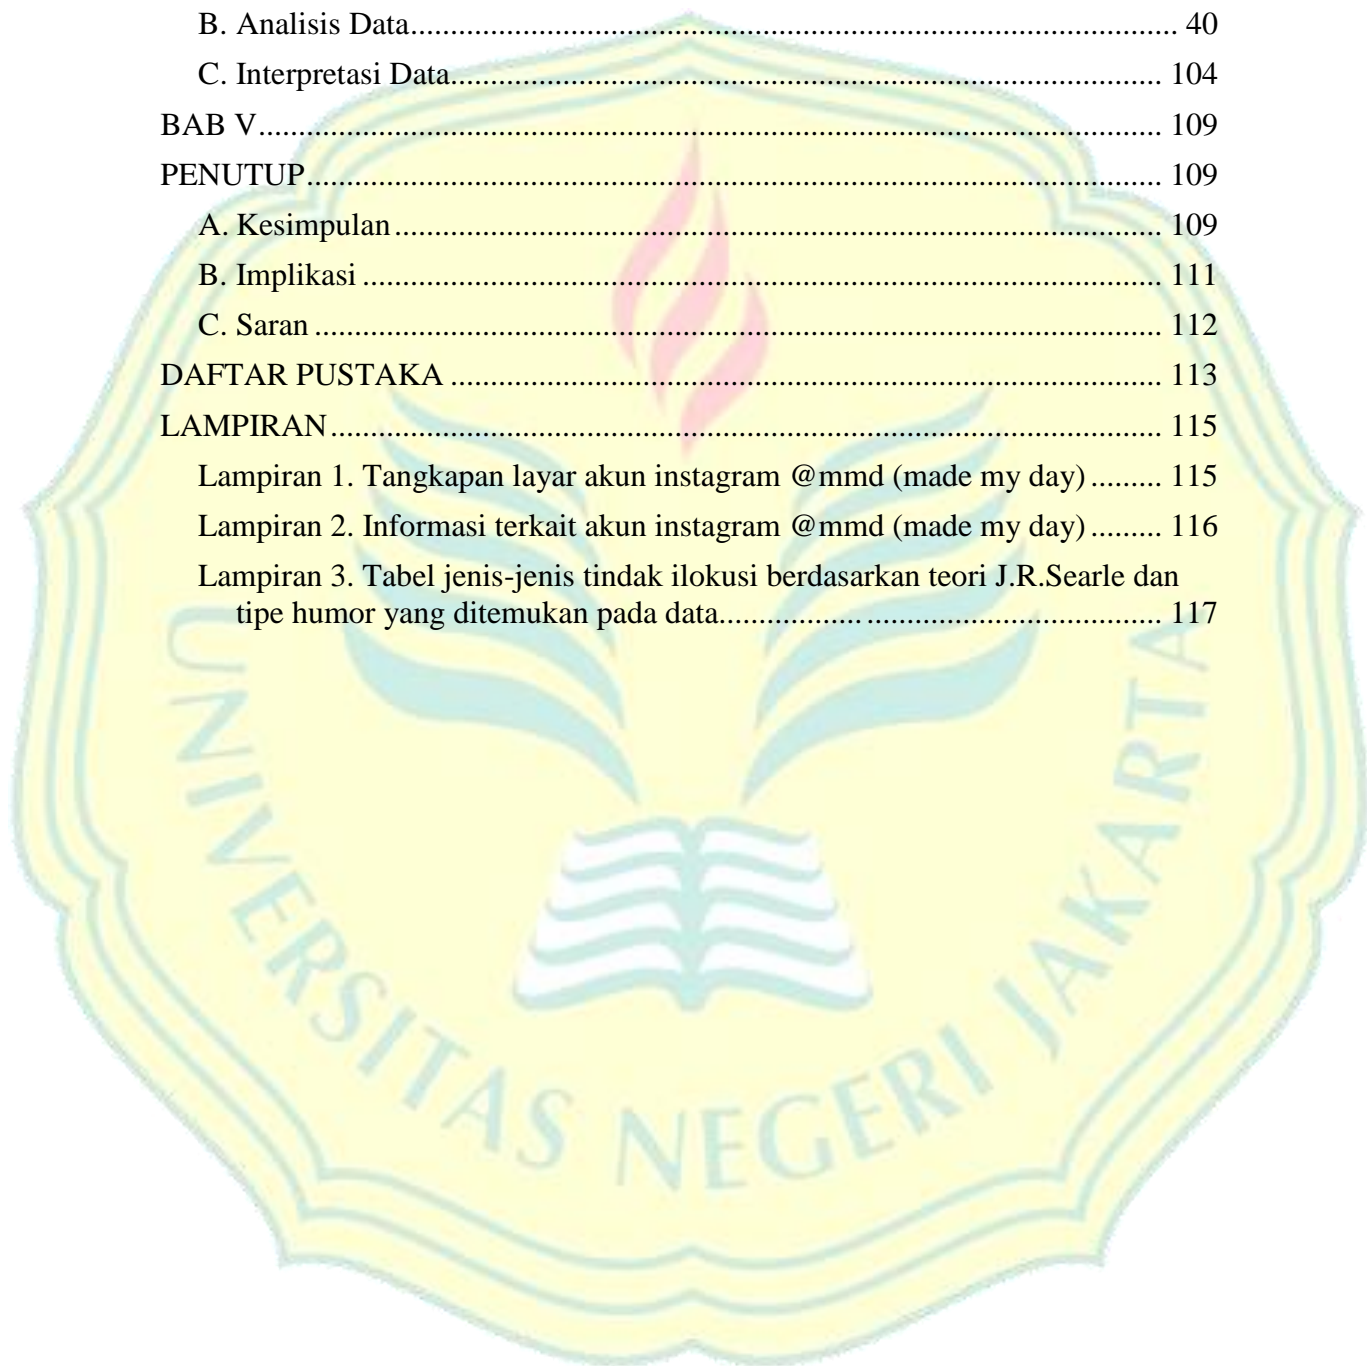 B. Analisis Data........................................................................................................ 40
C. Interpretasi Data................................................................................................ 104
BAB V......................................................................................................................... 109
PENUTUP................................................................................................................... 109
A. Kesimpulan ........................................................................................................ 109
B. Implikasi ............................................................................................................ 111
C. Saran .................................................................................................................. 112
DAFTAR PUSTAKA ................................................................................................ 113
LAMPIRAN ................................................................................................................ 115
Lampiran 1. Tangkapan layar akun instagram @mmd (made my day) ......... 115
Lampiran 2. Informasi terkait akun instagram @mmd (made my day) ......... 116
Lampiran 3. Tabel jenis-jenis tindak ilokusi berdasarkan teori J.R.Searle dan
tipe humor yang ditemukan pada data.................. ........................................ 117
UNIVERSITAS NEGERI JAKARTA